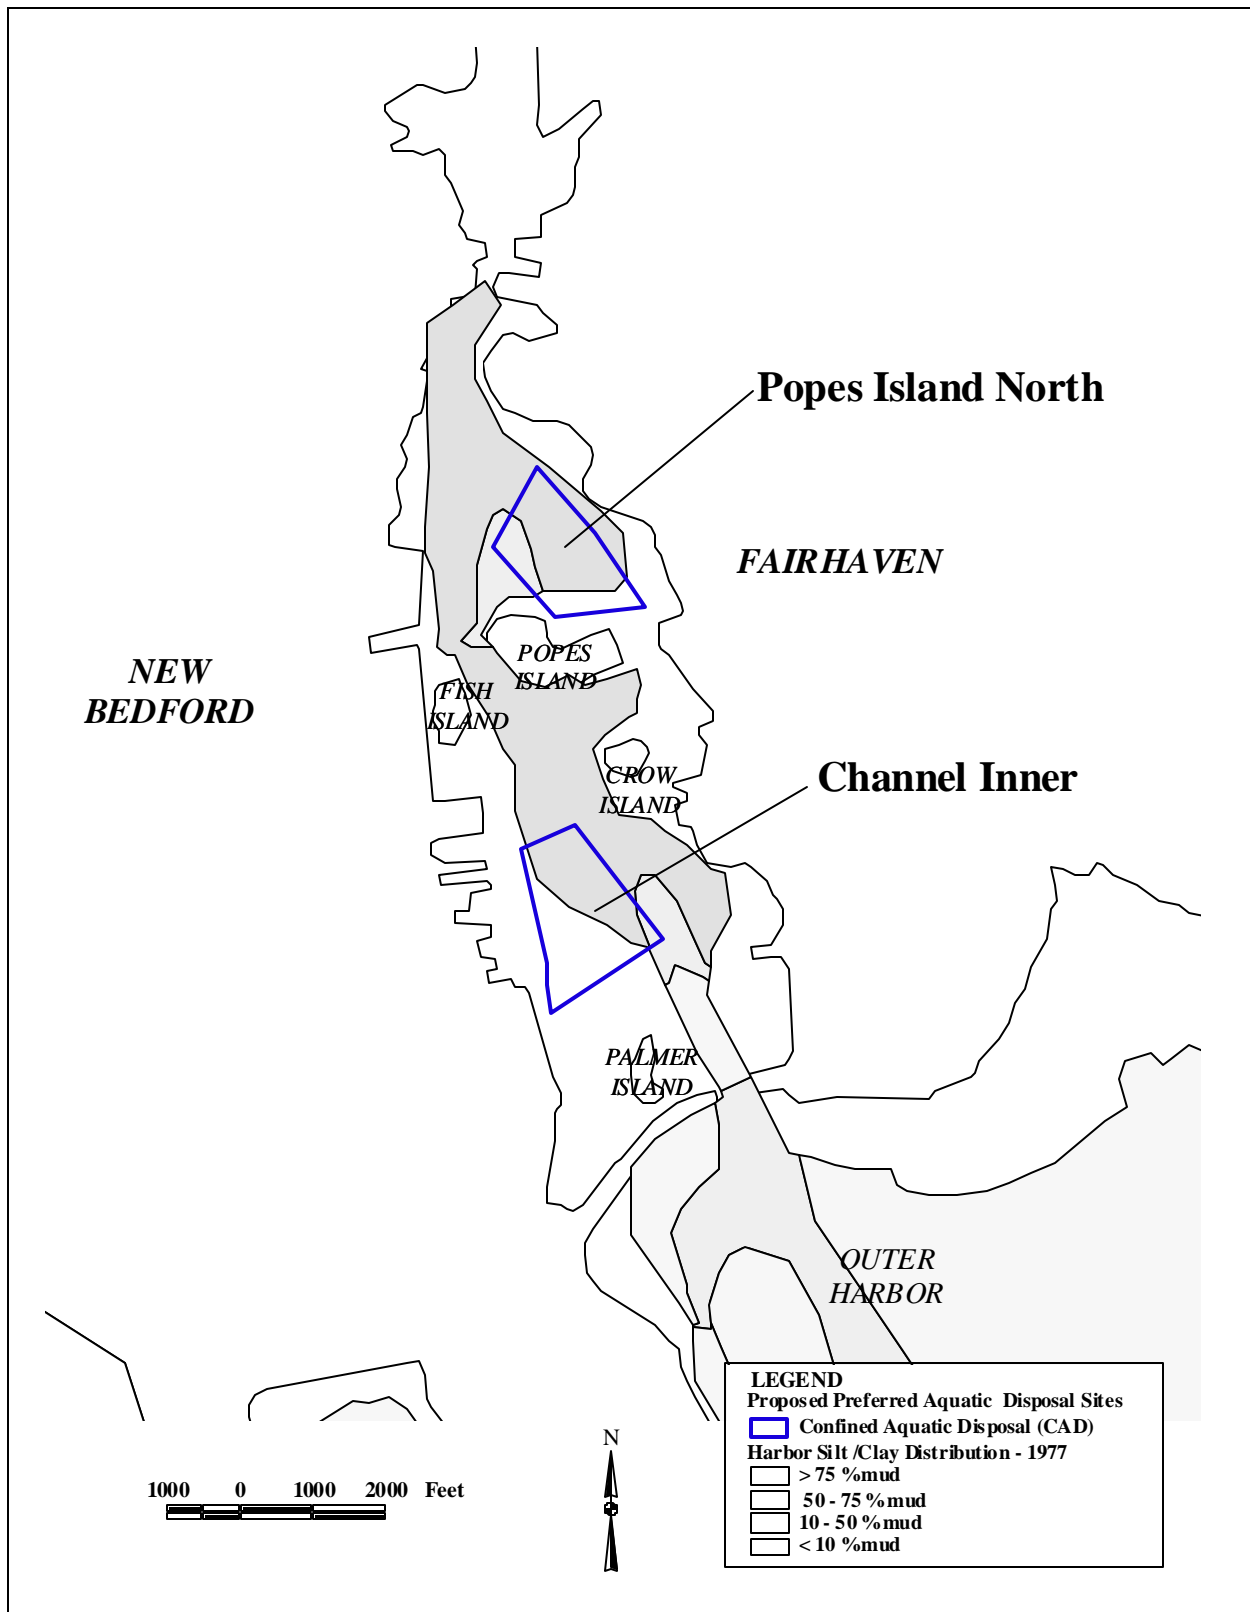 Popes Island North
FAIRHAVEN
NEW
BEDFORD
POPES
ISLAND
FISH
ISLAND
CROW
ISLAND
Channel Inner
PALMER
ISLAND
OUTER
HARBOR
LEGEND
Proposed Preferred Aquatic Disposal Sites
Confined Aquatic Disposal (CAD)
Harbor Silt /Clay Distribution - 1977
> 75 %mud
50 - 75 %mud
10 - 50 %mud
< 10 %mud
N
1000 0 1000 2000 Feet